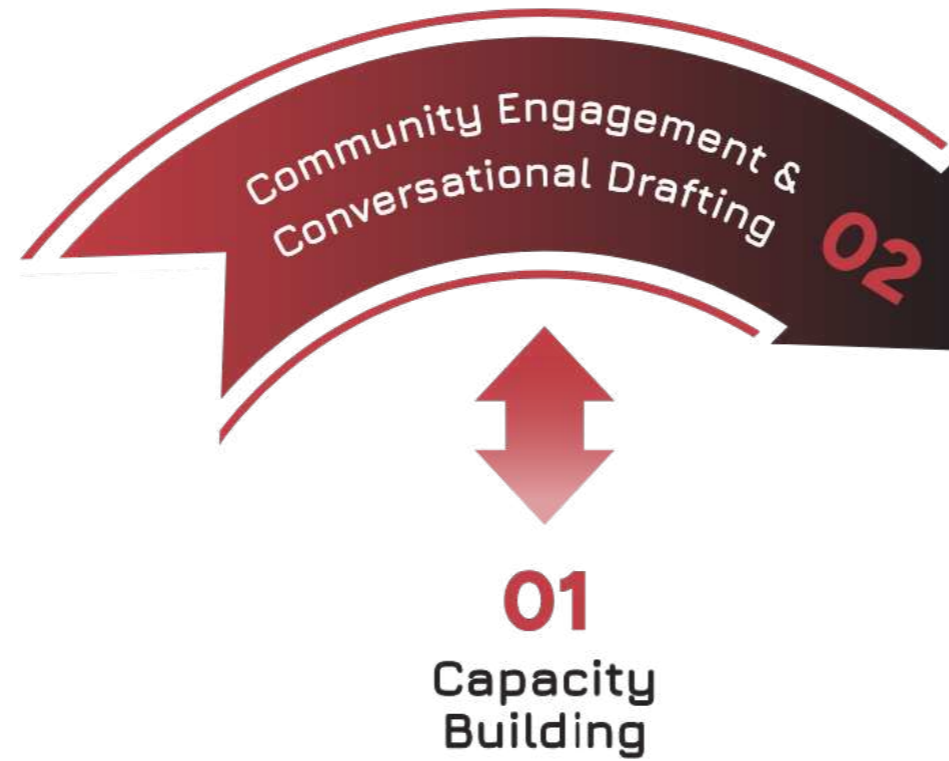 Community Engagement &
Conversational Drafting
02
01
Capacity
Building